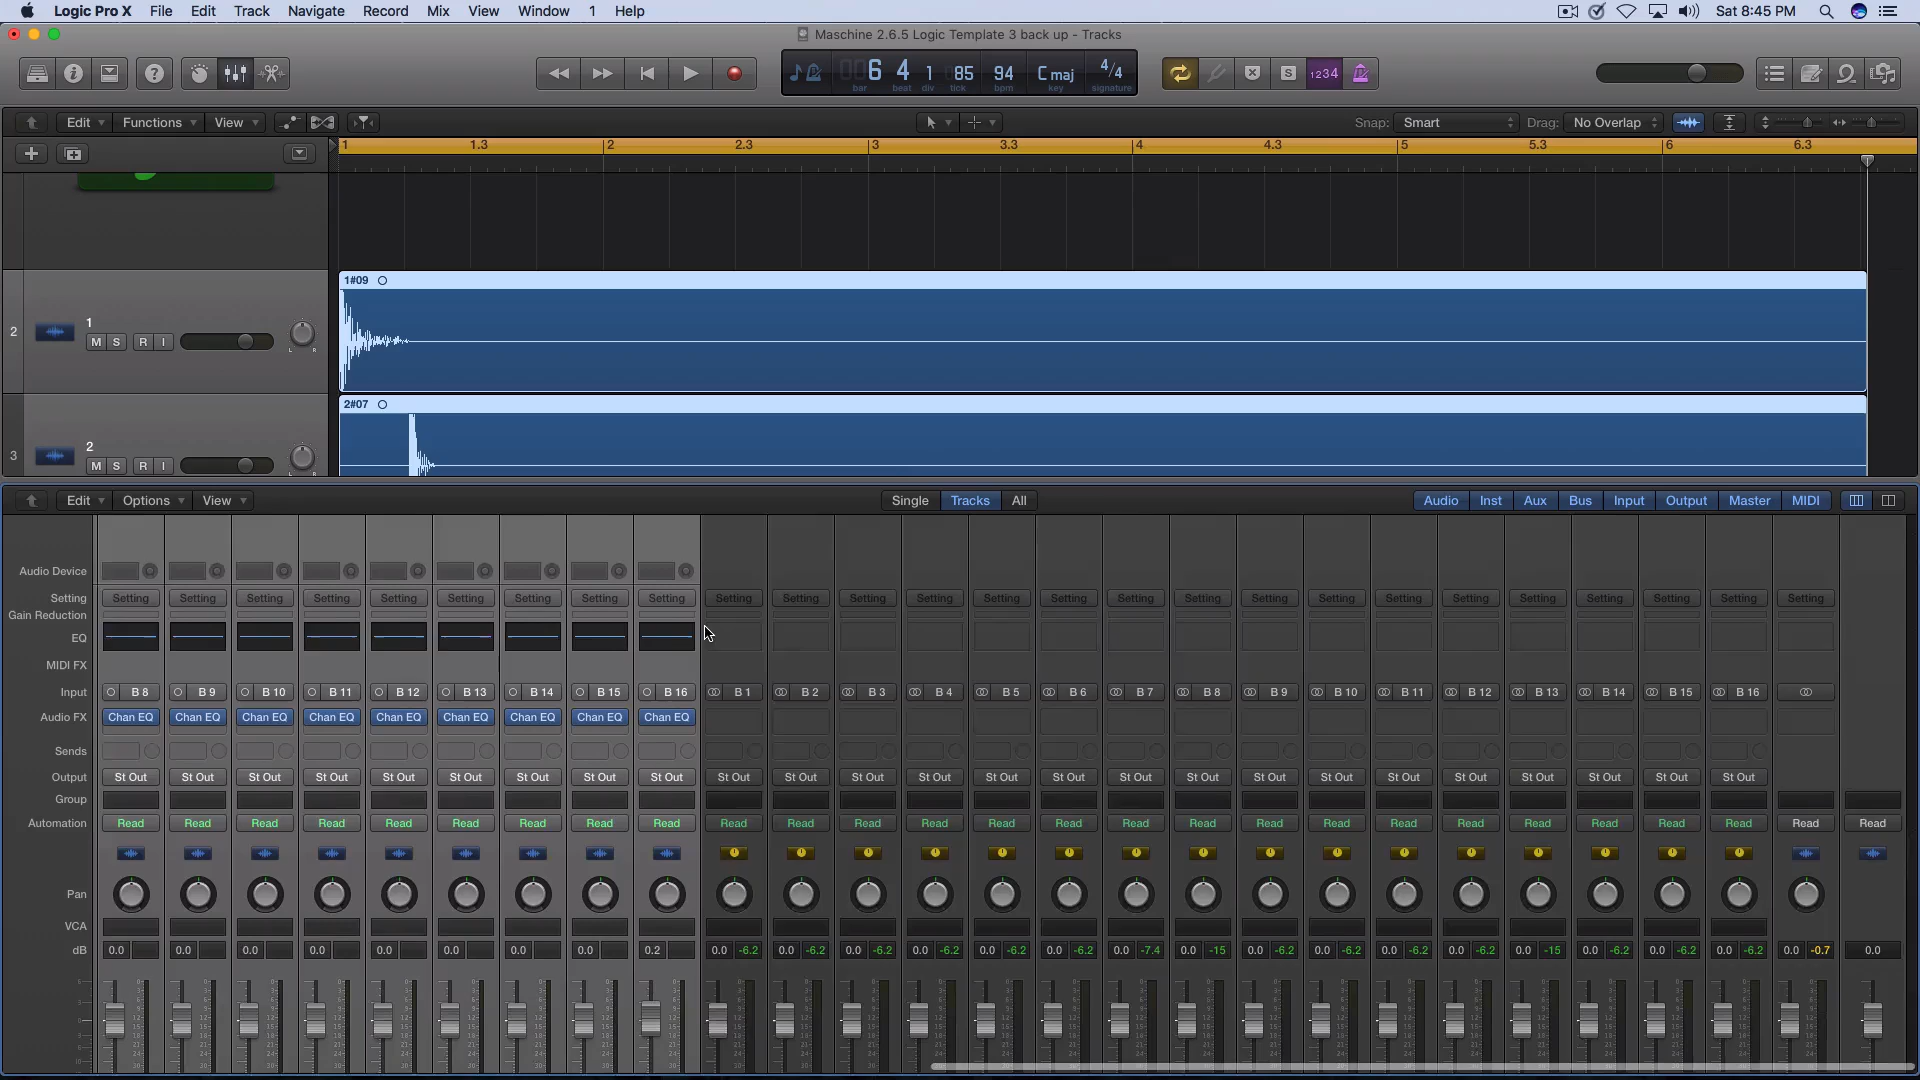 Logic Pro X File Edit Track Navigate Record Mix View Window 1 Help Sat 8:45 PM
Maschine 2.6.5 Logic Template 3 back up - Tracks
6 4 1 85 94 C maj 4/4
bar beat div tick bpm key signature
S 1234
Edit Functions View Snap: Smart Drag: No Overlap
1 1.3 2 2.3 3 3.3 4 4.3 5 5.3 6 6.3
1#09
2 1
M S R I L R
2#07
3 2
M S R I L R
Edit Options View Single Tracks All Audio Inst Aux Bus Input Output Master MIDI
Audio Device
Setting Setting Setting Setting Setting Setting Setting Setting Setting Setting Setting Setting Setting Setting Setting Setting Setting Setting Setting Setting Setting Setting Setting Setting Setting Setting Setting
Gain Reduction
EQ
MIDI FX
Input B 8 B 9 B 10 B 11 B 12 B 13 B 14 B 15 B 16 B 1 B 2 B 3 B 4 B 5 B 6 B 7 B 8 B 9 B 10 B 11 B 12 B 13 B 14 B 15 B 16
Audio FX Chan EQ Chan EQ Chan EQ Chan EQ Chan EQ Chan EQ Chan EQ Chan EQ Chan EQ
Sends
Output St Out St Out St Out St Out St Out St Out St Out St Out St Out St Out St Out St Out St Out St Out St Out St Out St Out St Out St Out St Out St Out St Out St Out St Out St Out
Group
Automation Read Read Read Read Read Read Read Read Read Read Read Read Read Read Read Read Read Read Read Read Read Read Read Read Read Read Read
Pan
VCA
dB 0.0 0.0 0.0 0.0 0.0 0.0 0.0 0.0 0.2 0.0 -6.2 0.0 -6.2 0.0 -6.2 0.0 -6.2 0.0 -6.2 0.0 -6.2 0.0 -7.4 0.0 -15 0.0 -6.2 0.0 -6.2 0.0 -6.2 0.0 -6.2 0.0 -15 0.0 -6.2 0.0 -6.2 0.0 -6.2 0.0 -0.7 0.0